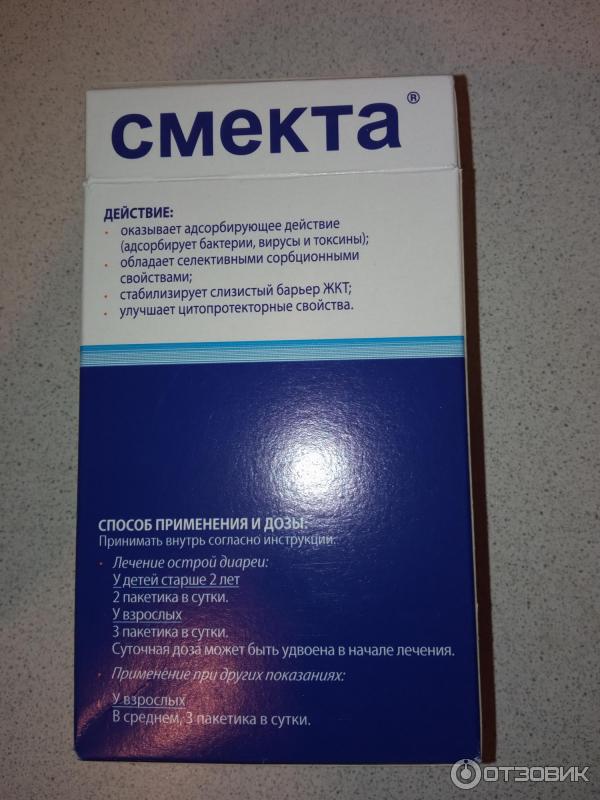 смекта®
ДЕЙСТВИЕ:
• оказывает адсорбирующее действие
(адсорбирует бактерии, вирусы и токсины);
• обладает селективными сорбционными
свойствами;
• стабилизирует слизистый барьер ЖКТ;
• улучшает цитопротекторные свойства.
СПОСОБ ПРИМЕНЕНИЯ И ДОЗЫ:
Принимать внутрь согласно инструкции.
• Лечение острой диареи:
У детей старше 2 лет
2 пакетика в сутки.
У взрослых
3 пакетика в сутки.
Суточная доза может быть удвоена в начале лечения.
• Применение при других показаниях:
У взрослых
В среднем, 3 пакетика в сутки.
ОТЗОВИК